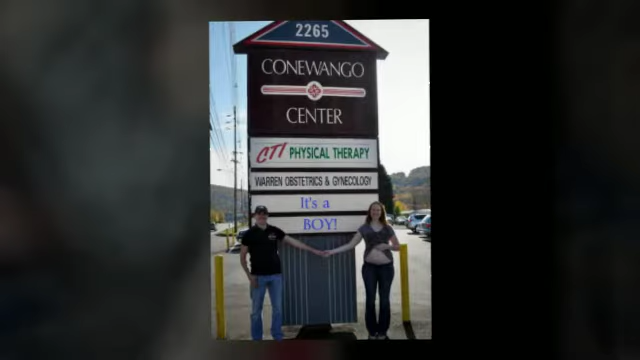 2265
CONEWANGO
CENTER
CTI PHYSICAL THERAPY
WARREN OBSTETRICS & GYNECOLOGY
It's a
BOY!